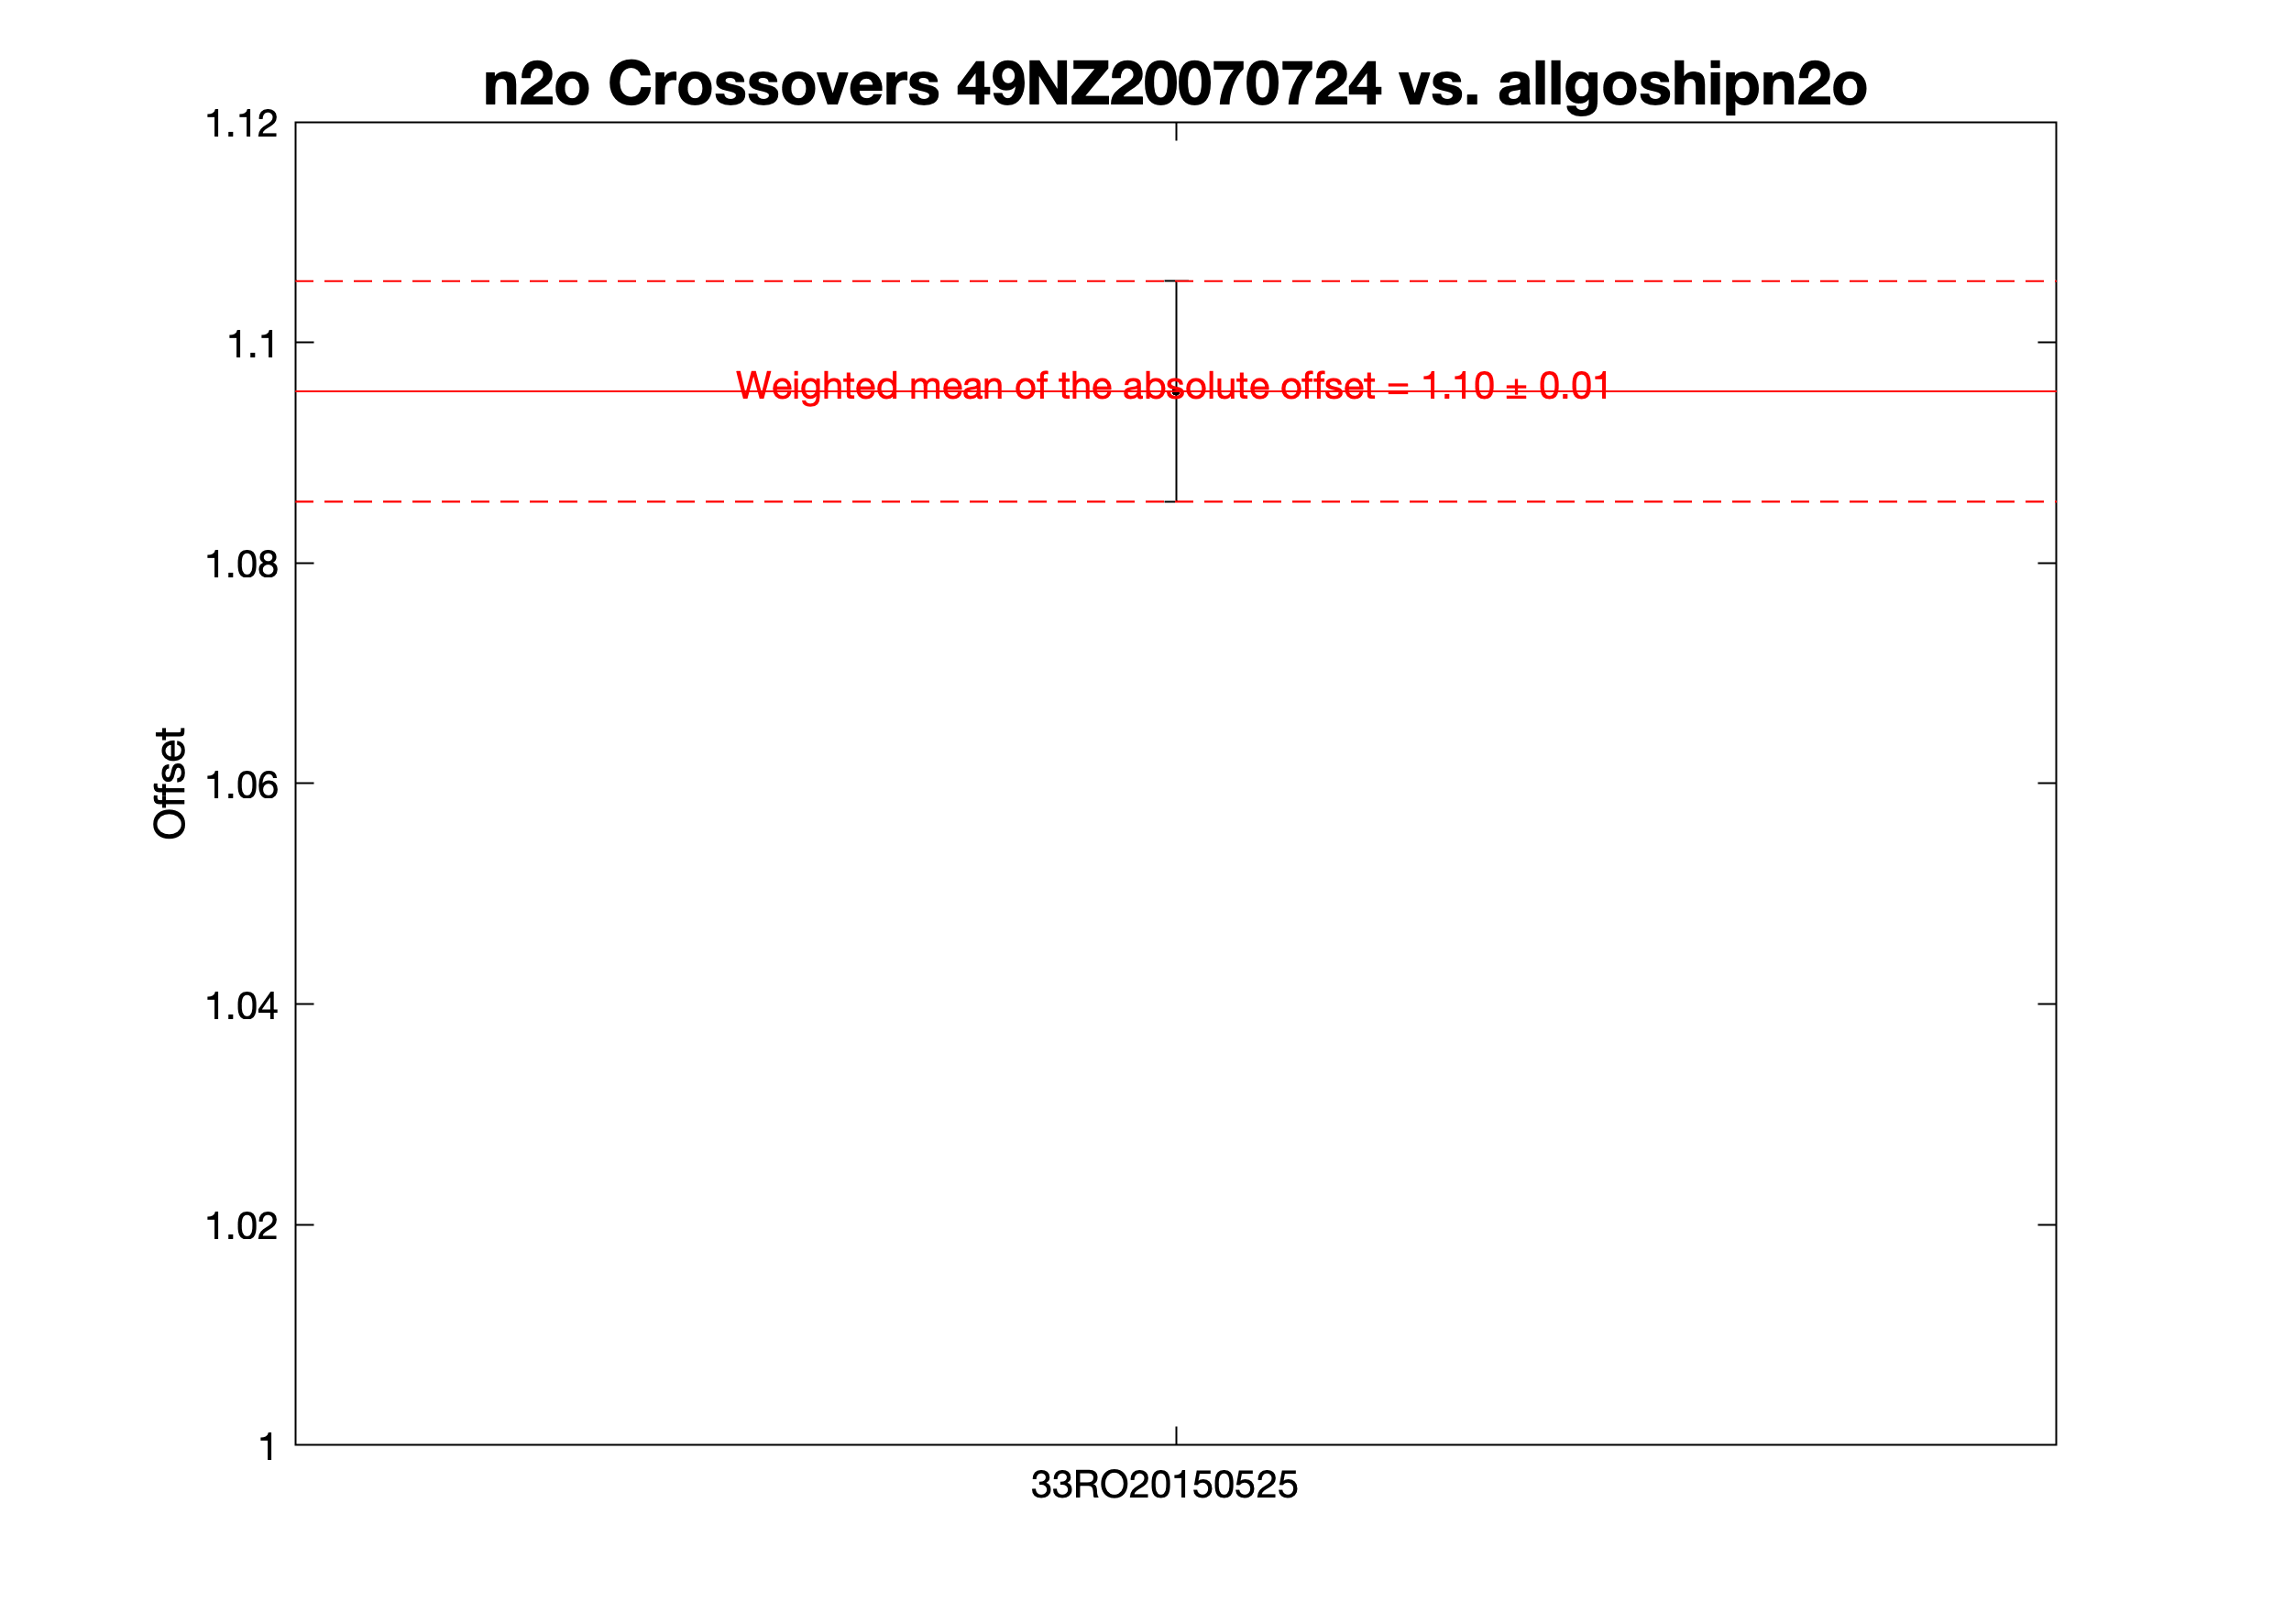 n2o Crossovers 49NZ20070724 vs. allgoshipn2o
1.12
1.1
Weighted mean of the absolute offset = 1.10 ± 0.01
1.08
1.06
Offset
1.04
1.02
1
33RO20150525